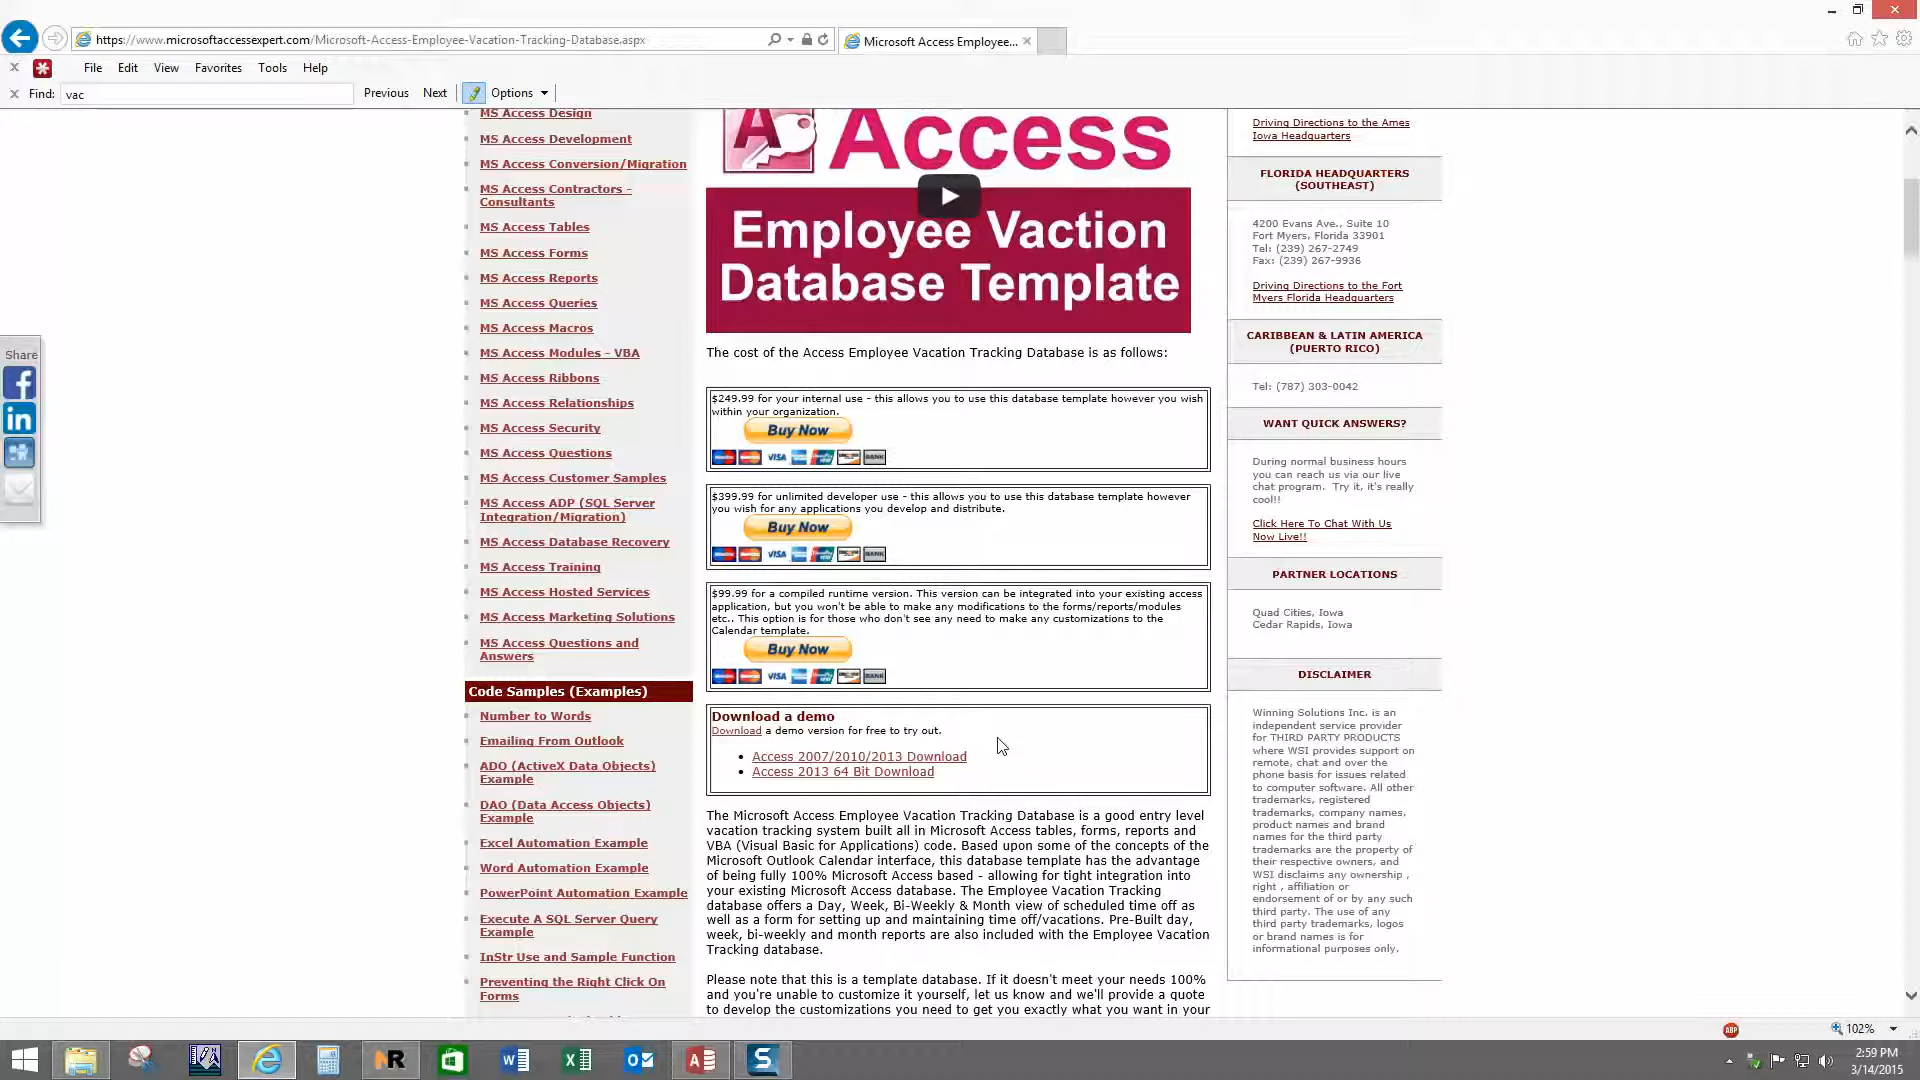 https://www.microsoftaccessexpert.com/Microsoft-Access-Employee-Vacation-Tracking-Database.aspx
Microsoft Access Employee...
File Edit View Favorites Tools Help
Find: vac Previous Next Options
MS Access Design
MS Access Development
MS Access Conversion/Migration
MS Access Contractors -
Consultants
MS Access Tables
MS Access Forms
MS Access Reports
MS Access Queries
MS Access Macros
MS Access Modules - VBA
MS Access Ribbons
MS Access Relationships
MS Access Security
MS Access Questions
MS Access Customer Samples
MS Access ADP (SQL Server
Integration/Migration)
MS Access Database Recovery
MS Access Training
MS Access Hosted Services
MS Access Marketing Solutions
MS Access Questions and
Answers
Code Samples (Examples)
Number to Words
Emailing From Outlook
ADO (ActiveX Data Objects)
Example
DAO (Data Access Objects)
Example
Excel Automation Example
Word Automation Example
PowerPoint Automation Example
Execute A SQL Server Query
Example
InStr Use and Sample Function
Preventing the Right Click On
Forms
Share
A Access
Employee Vaction
Database Template
The cost of the Access Employee Vacation Tracking Database is as follows:
$249.99 for your internal use - this allows you to use this database template however you wish
within your organization.
Buy Now
VISA BANK
$399.99 for unlimited developer use - this allows you to use this database template however
you wish for any applications you develop and distribute.
Buy Now
VISA BANK
$99.99 for a compiled runtime version. This version can be integrated into your existing access
application, but you won't be able to make any modifications to the forms/reports/modules
etc.. This option is for those who don't see any need to make any customizations to the
Calendar template.
Buy Now
VISA BANK
Download a demo
Download a demo version for free to try out.
Access 2007/2010/2013 Download
Access 2013 64 Bit Download
The Microsoft Access Employee Vacation Tracking Database is a good entry level
vacation tracking system built all in Microsoft Access tables, forms, reports and
VBA (Visual Basic for Applications) code. Based upon some of the concepts of the
Microsoft Outlook Calendar interface, this database template has the advantage
of being fully 100% Microsoft Access based - allowing for tight integration into
your existing Microsoft Access database. The Employee Vacation Tracking
database offers a Day, Week, Bi-Weekly & Month view of scheduled time off as
well as a form for setting up and maintaining time off/vacations. Pre-Built day,
week, bi-weekly and month reports are also included with the Employee Vacation
Tracking database.
Please note that this is a template database. If it doesn't meet your needs 100%
and you're unable to customize it yourself, let us know and we'll provide a quote
to develop the customizations you need to get you exactly what you want in your
Driving Directions to the Ames
Iowa Headquarters
FLORIDA HEADQUARTERS
(SOUTHEAST)
4200 Evans Ave., Suite 10
Fort Myers, Florida 33901
Tel: (239) 267-2749
Fax: (239) 267-9936
Driving Directions to the Fort
Myers Florida Headquarters
CARIBBEAN & LATIN AMERICA
(PUERTO RICO)
Tel: (787) 303-0042
WANT QUICK ANSWERS?
During normal business hours
you can reach us via our live
chat program. Try it, it's really
cool!!
Click Here To Chat With Us
Now Live!!
PARTNER LOCATIONS
Quad Cities, Iowa
Cedar Rapids, Iowa
DISCLAIMER
Winning Solutions Inc. is an
independent service provider
for THIRD PARTY PRODUCTS
where WSI provides support on
remote, chat and over the
phone basis for issues related
to computer software. All other
trademarks, registered
trademarks, company names,
product names and brand
names for the third party
trademarks are the property of
their respective owners, and
WSI disclaims any ownership ,
right , affiliation or
endorsement of or by any such
third party. The use of any
third party trademarks, logos
or brand names is for
informational purposes only.
ABP
102%
2:59 PM
3/14/2015